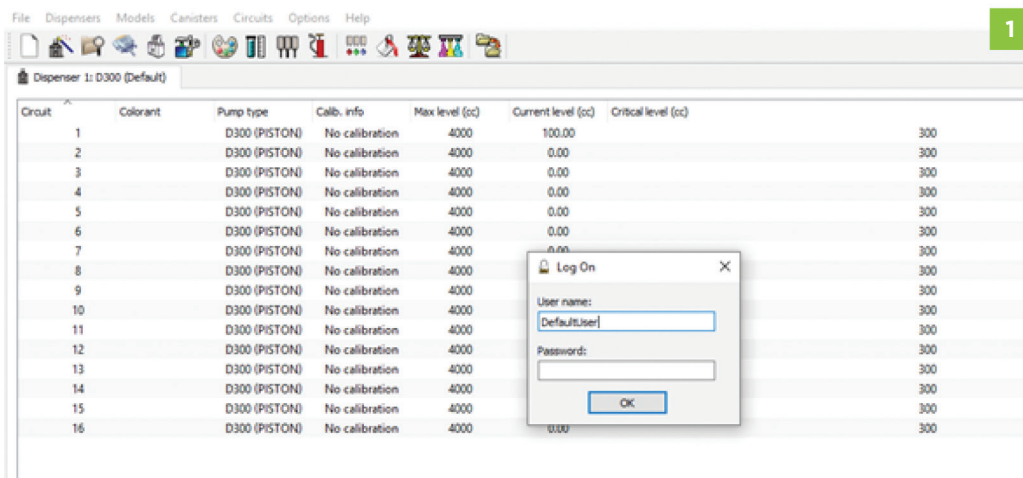 File Dispensers Models Canisters Circuits Options Help
1
Dispenser 1: D300 (Default)
Circuit Colorant Pump type Calib. info Max level (cc) Current level (cc) Critical level (cc)
1 D300 (PISTON) No calibration 4000 100.00 300
2 D300 (PISTON) No calibration 4000 0.00 300
3 D300 (PISTON) No calibration 4000 0.00 300
4 D300 (PISTON) No calibration 4000 0.00 300
5 D300 (PISTON) No calibration 4000 0.00 300
6 D300 (PISTON) No calibration 4000 0.00 300
7 D300 (PISTON) No calibration 4000 0.00 300
8 D300 (PISTON) No calibration 4000 300
9 D300 (PISTON) No calibration 4000 300
10 D300 (PISTON) No calibration 4000 300
11 D300 (PISTON) No calibration 4000 300
12 D300 (PISTON) No calibration 4000 300
13 D300 (PISTON) No calibration 4000 300
14 D300 (PISTON) No calibration 4000 300
15 D300 (PISTON) No calibration 4000 300
16 D300 (PISTON) No calibration 4000 0.00 300
Log On
User name:
DefaultUser
Password:
OK